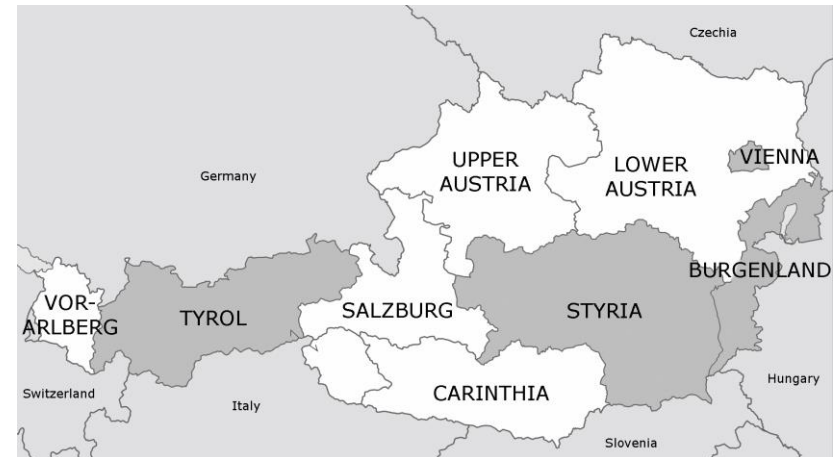 Czechia
UPPER
AUSTRIA
LOWER
AUSTRIA
VIENNA
Germany
BURGENLAND
VOR-
ARLBERG
TYROL
SALZBURG
STYRIA
Switzerland
Italy
CARINTHIA
Hungary
Slovenia